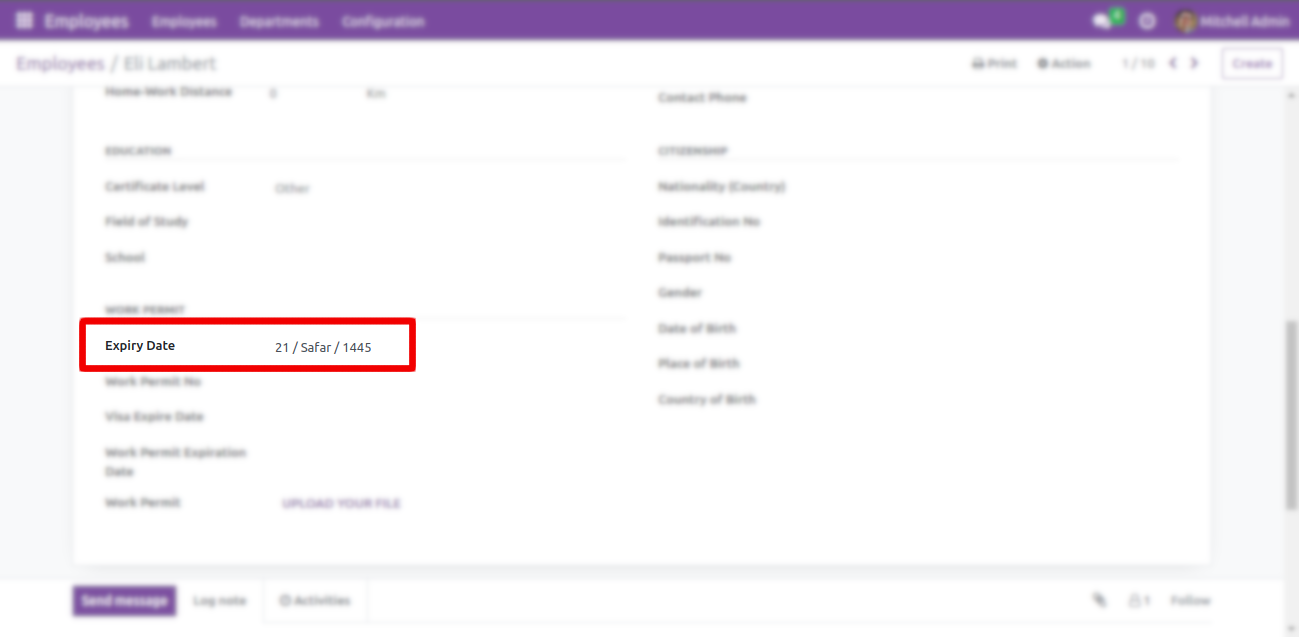 Employees Employees Departments Configuration Mitchell Admin
Employees / Eli Lambert Print Action 1 / 10 Create
Home-Work Distance 0 Km
Contact Phone
EDUCATION
Certificate Level Other
Field of Study
School
WORK PERMIT
Expiry Date 21 / Safar / 1445
Work Permit No
Visa Expire Date
Work Permit Expiration
Date
Work Permit UPLOAD YOUR FILE
CITIZENSHIP
Nationality (Country)
Identification No
Passport No
Gender
Date of Birth
Place of Birth
Country of Birth
Send message Log note Activities 1 Follow